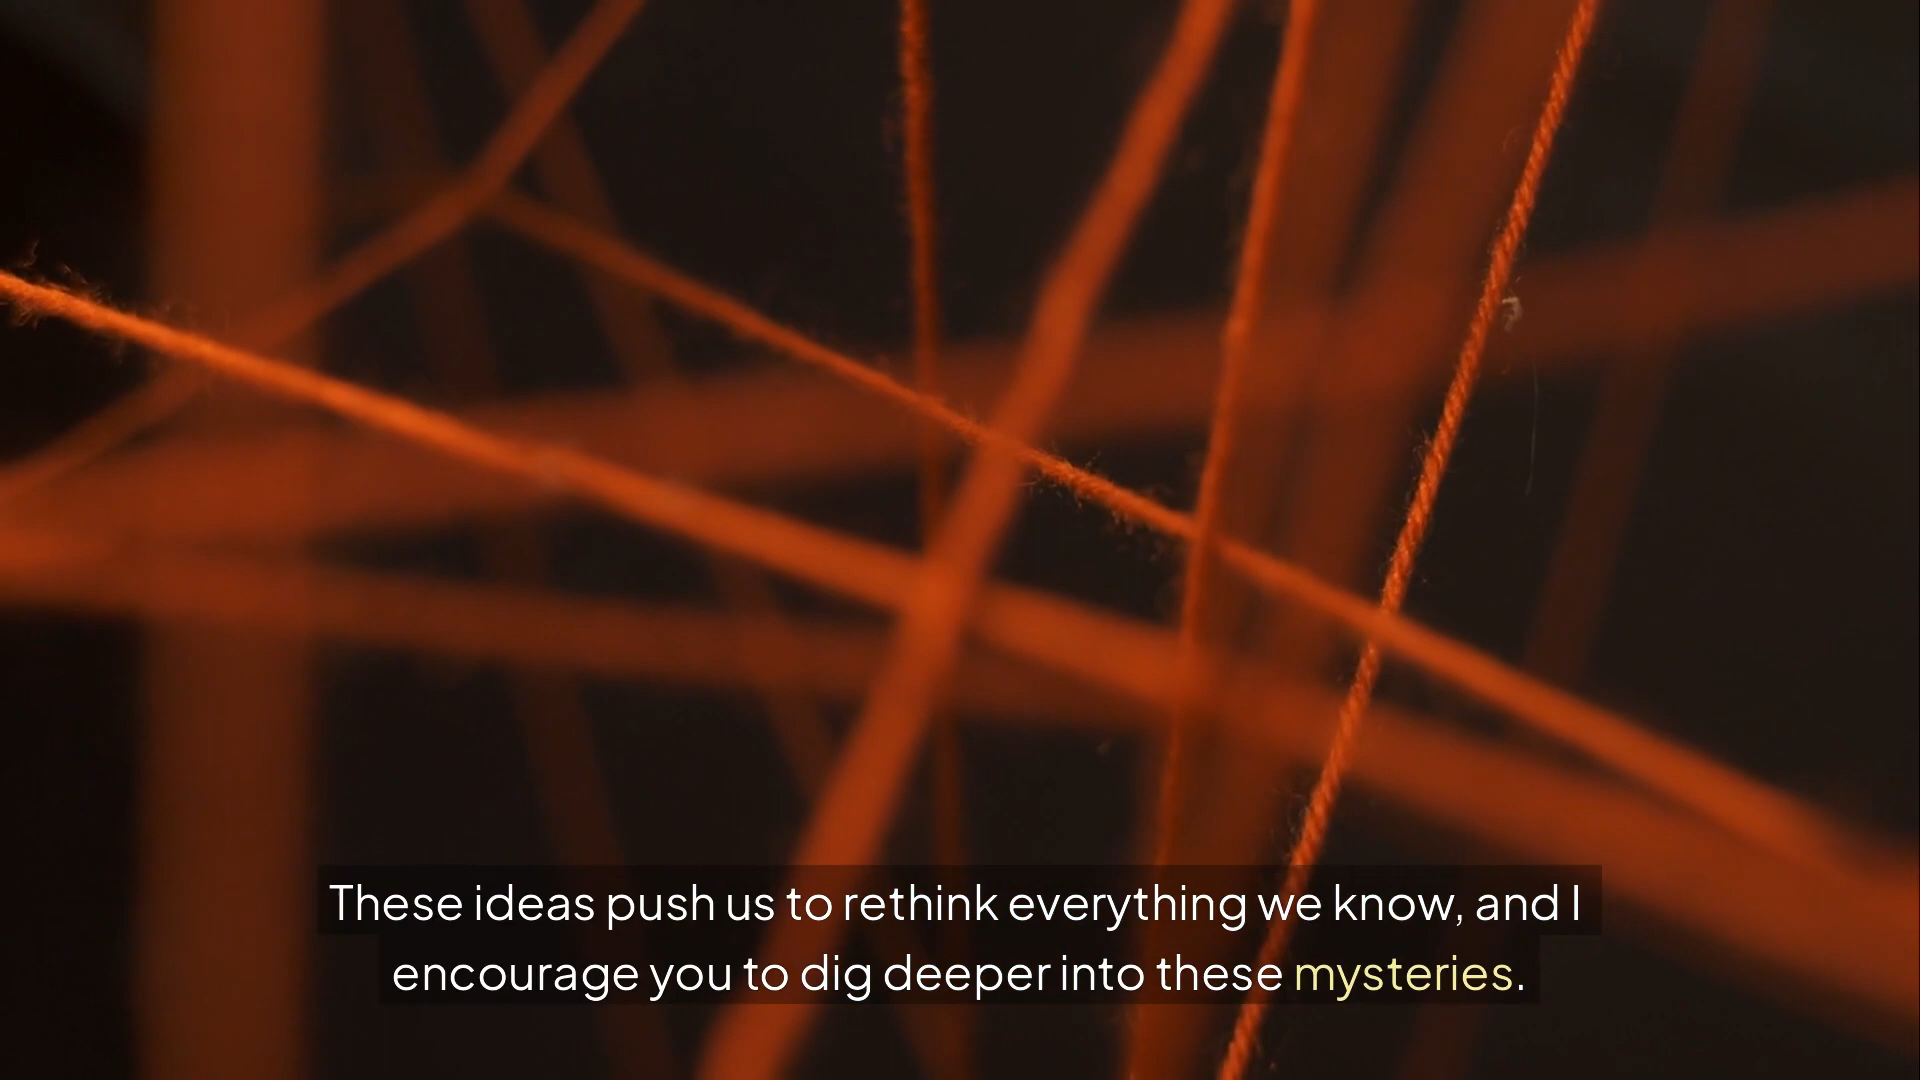 These ideas push us to rethink everything we know, and I
encourage you to dig deeper into these mysteries.